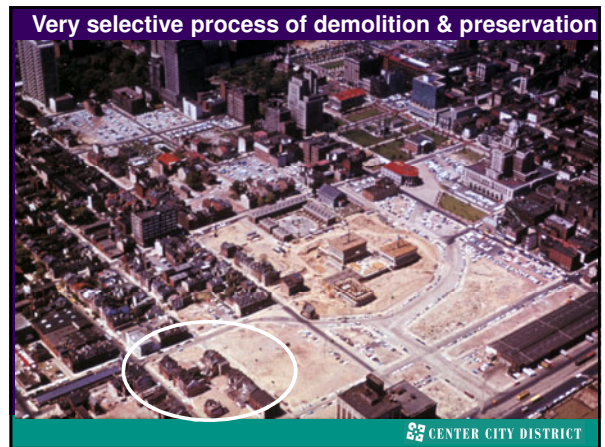 Very selective process of demolition & preservation
CENTER CITY DISTRICT